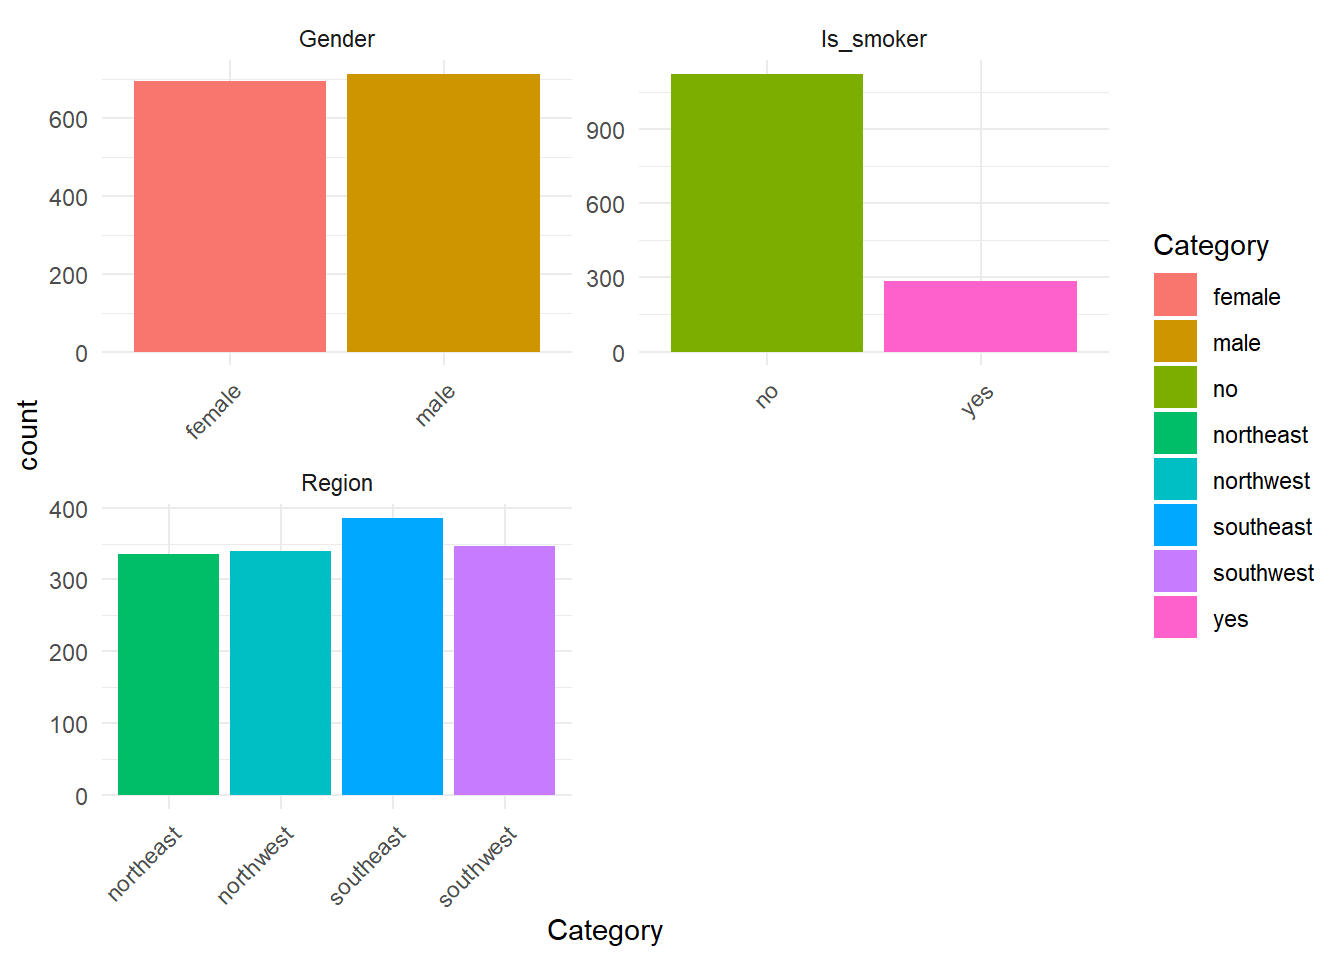 Gender
Is_smoker
600
400
200
0
900
600
300
0
female
male
no
yes
count
Region
400
300
200
100
0
northeast
northwest
southeast
southwest
Category
Category
female
male
no
northeast
northwest
southeast
southwest
yes